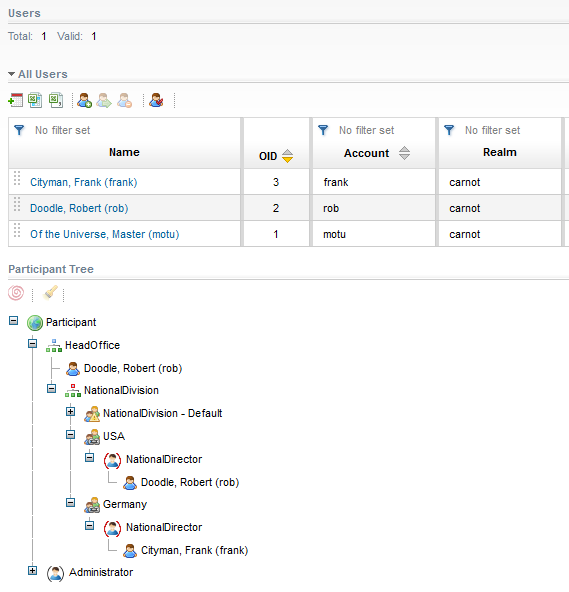 Users
Total: 1 Valid: 1
All Users
No filter set No filter set No filter set
Name OID Account Realm
Cityman, Frank (frank) 3 frank carnot
Doodle, Robert (rob) 2 rob carnot
Of the Universe, Master (motu) 1 motu carnot
Participant Tree
Participant
HeadOffice
Doodle, Robert (rob)
NationalDivision
NationalDivision - Default
USA
NationalDirector
Doodle, Robert (rob)
Germany
NationalDirector
Cityman, Frank (frank)
Administrator